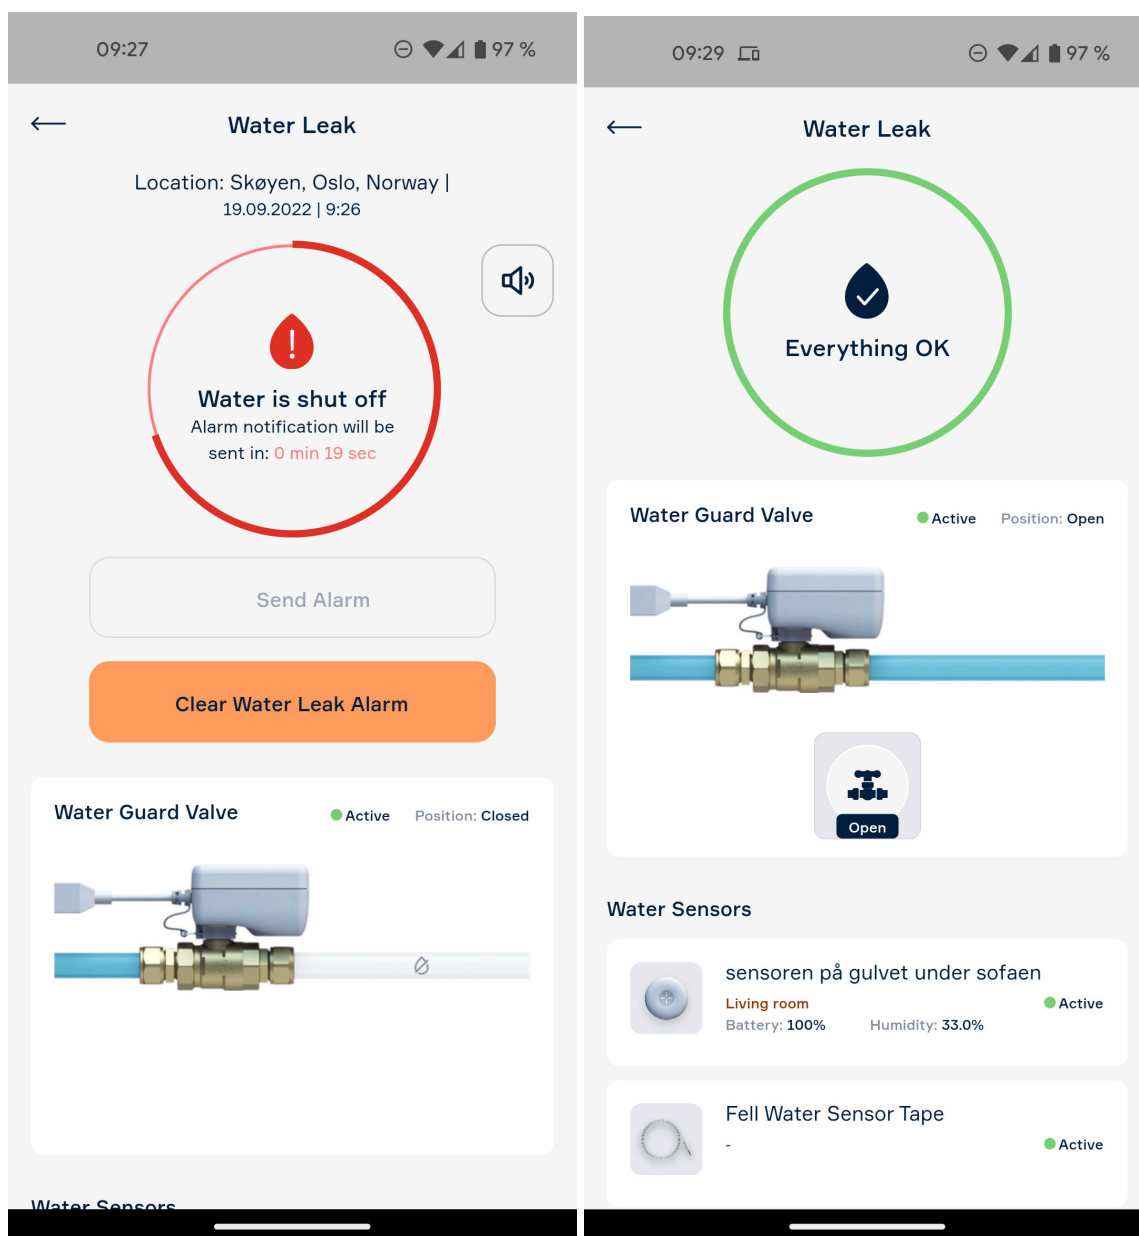 09:27
97 %
Water Leak
Location: Skøyen, Oslo, Norway |
19.09.2022 | 9:26
Water is shut off
Alarm notification will be
sent in: 0 min 19 sec
Send Alarm
Clear Water Leak Alarm
Water Guard Valve
Active
Position: Closed
Water Sensors
09:29
97 %
Water Leak
Everything OK
Water Guard Valve
Active
Position: Open
Open
Water Sensors
sensoren på gulvet under sofaen
Living room
Active
Battery: 100%
Humidity: 33.0%
Fell Water Sensor Tape
-
Active